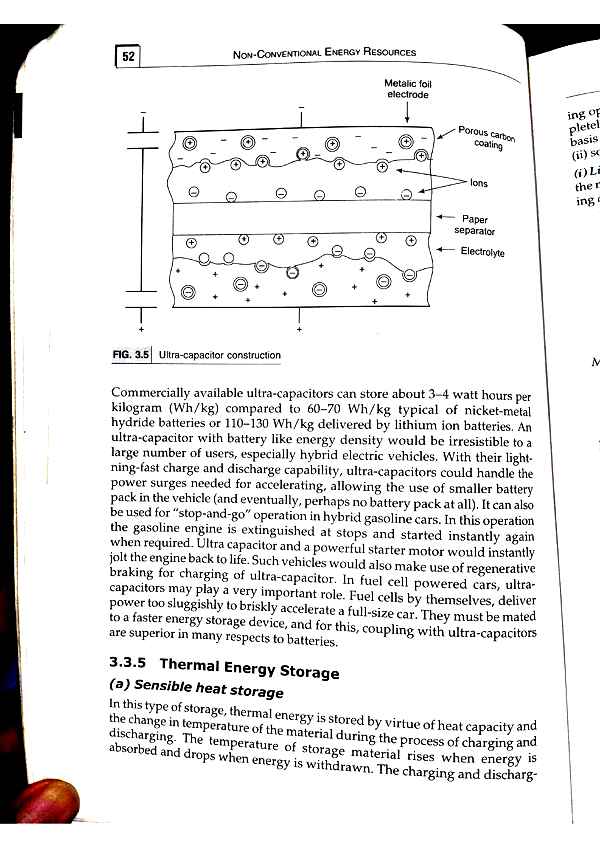 52
NON-CONVENTIONAL ENERGY RESOURCES
Metalic foil
electrode
Porous carbon
coating
Ions
Paper
separator
Electrolyte
FIG. 3.5 Ultra-capacitor construction
Commercially available ultra-capacitors can store about 3–4 watt hours per
kilogram (Wh/kg) compared to 60–70 Wh/kg typical of nicket-metal
hydride batteries or 110–130 Wh/kg delivered by lithium ion batteries. An
ultra-capacitor with battery like energy density would be irresistible to a
large number of users, especially hybrid electric vehicles. With their light-
ning-fast charge and discharge capability, ultra-capacitors could handle the
power surges needed for accelerating, allowing the use of smaller battery
pack in the vehicle (and eventually, perhaps no battery pack at all). It can also
be used for "stop-and-go" operation in hybrid gasoline cars. In this operation
the gasoline engine is extinguished at stops and started instantly again
when required. Ultra capacitor and a powerful starter motor would instantly
jolt the engine back to life. Such vehicles would also make use of regenerative
braking for charging of ultra-capacitor. In fuel cell powered cars, ultra-
capacitors may play a very important role. Fuel cells by themselves, deliver
power too sluggishly to briskly accelerate a full-size car. They must be mated
to a faster energy storage device, and for this, coupling with ultra-capacitors
are superior in many respects to batteries.
3.3.5 Thermal Energy Storage
(a) Sensible heat storage
In this type of storage, thermal energy is stored by virtue of heat capacity and
the change in temperature of the material during the process of charging and
discharging. The temperature of storage material rises when energy is
absorbed and drops when energy is withdrawn. The charging and discharg-
ing op
pletel
basis
(ii) so
(i) Li
the m
ing